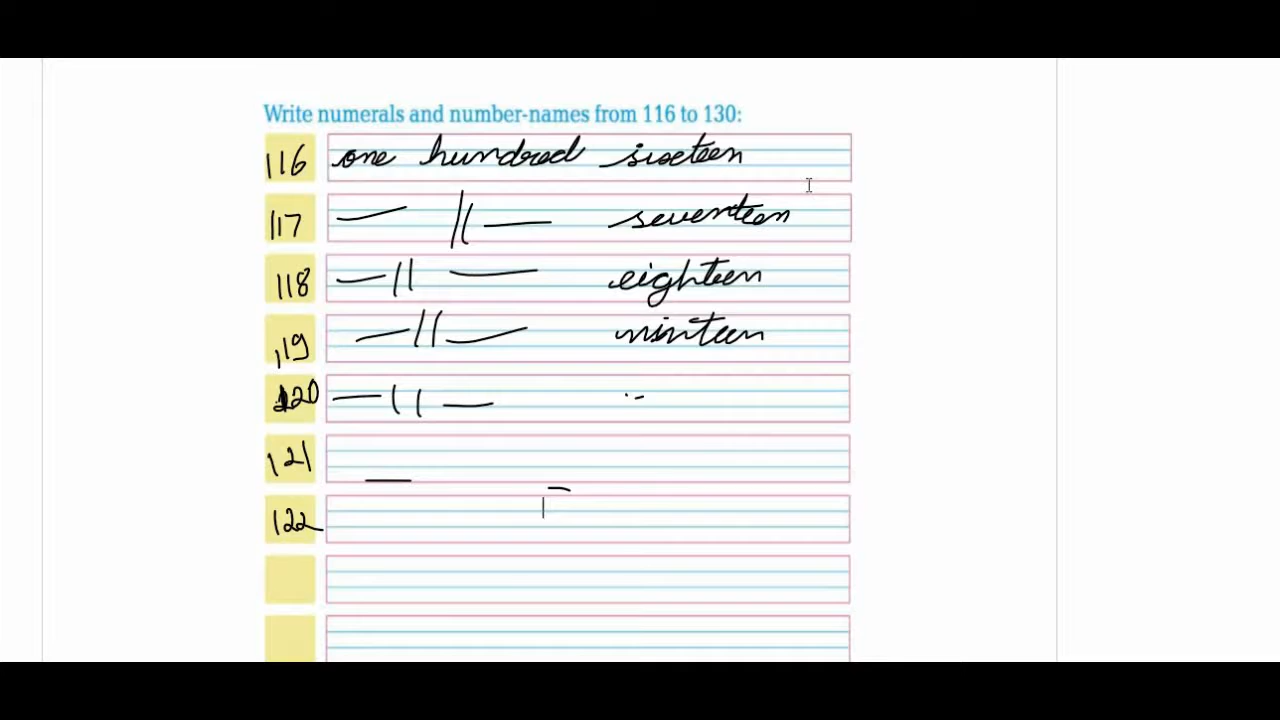 Write numerals and number-names from 116 to 130:
116 one hundred sixteen
117 — || — seventeen
118 — || — eighteen
119 — || — ninteen
120 — || —
121
122